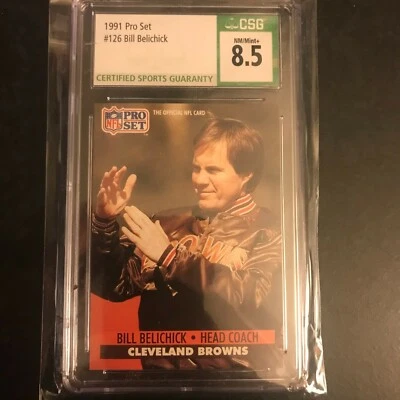 1991 Pro Set
#126 Bill Belichick
CERTIFIED SPORTS GUARANTY
CSG
NM/Mint+
8.5
NFL
PRO
SET
THE OFFICIAL NFL CARD
BILL BELICHICK • HEAD COACH
CLEVELAND BROWNS